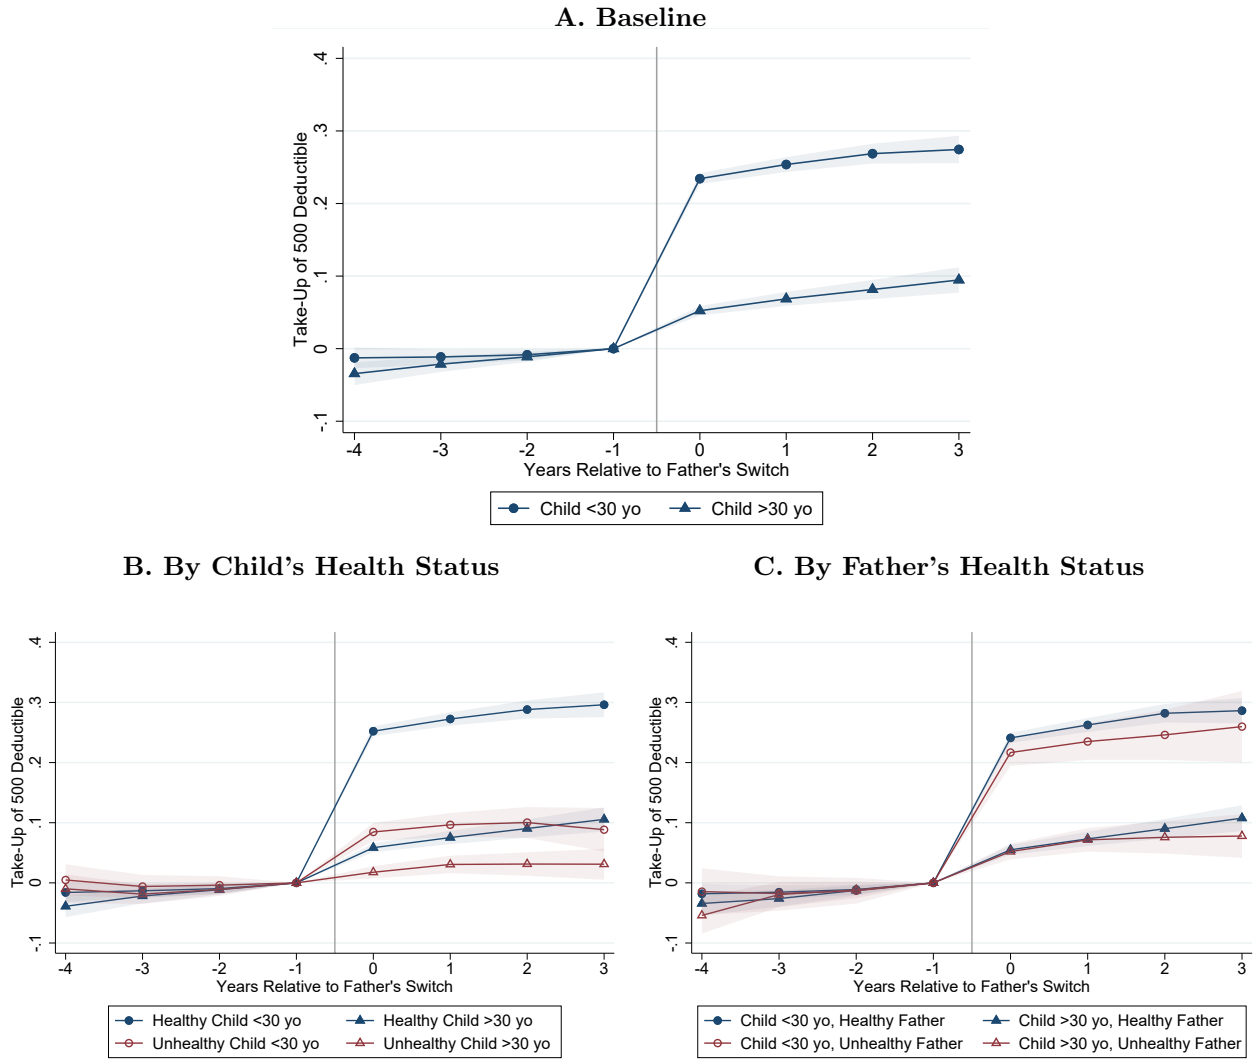 A. Baseline
Take-Up of 500 Deductible
.4
.3
.2
.1
0
-.1
-4 -3 -2 -1 0 1 2 3
Years Relative to Father's Switch
Child <30 yo Child >30 yo
B. By Child's Health Status
Take-Up of 500 Deductible
.4
.3
.2
.1
0
-.1
-4 -3 -2 -1 0 1 2 3
Years Relative to Father's Switch
Healthy Child <30 yo Healthy Child >30 yo
Unhealthy Child <30 yo Unhealthy Child >30 yo
C. By Father's Health Status
Take-Up of 500 Deductible
.4
.3
.2
.1
0
-.1
-4 -3 -2 -1 0 1 2 3
Years Relative to Father's Switch
Child <30 yo, Healthy Father Child >30 yo, Healthy Father
Child <30 yo, Unhealthy Father Child >30 yo, Unhealthy Father